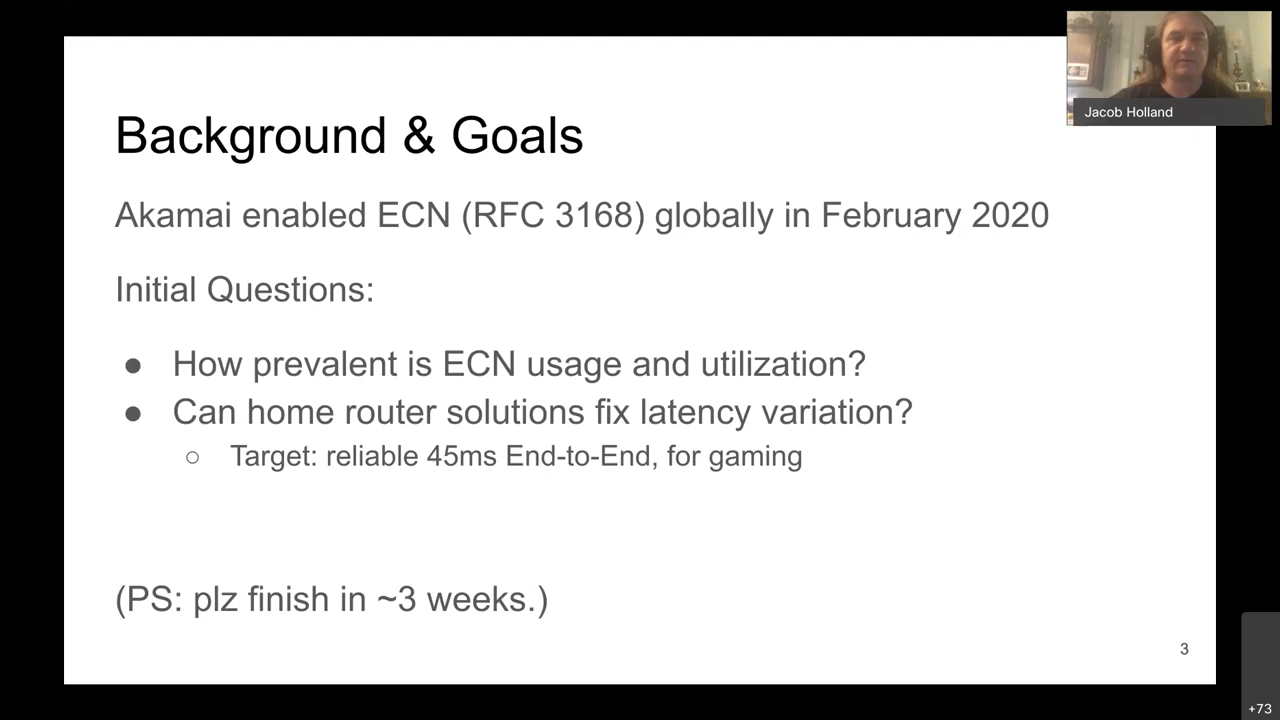 Jacob Holland
Background & Goals
Akamai enabled ECN (RFC 3168) globally in February 2020
Initial Questions:
● How prevalent is ECN usage and utilization?
● Can home router solutions fix latency variation?
○ Target: reliable 45ms End-to-End, for gaming
(PS: plz finish in ~3 weeks.)
3
+73